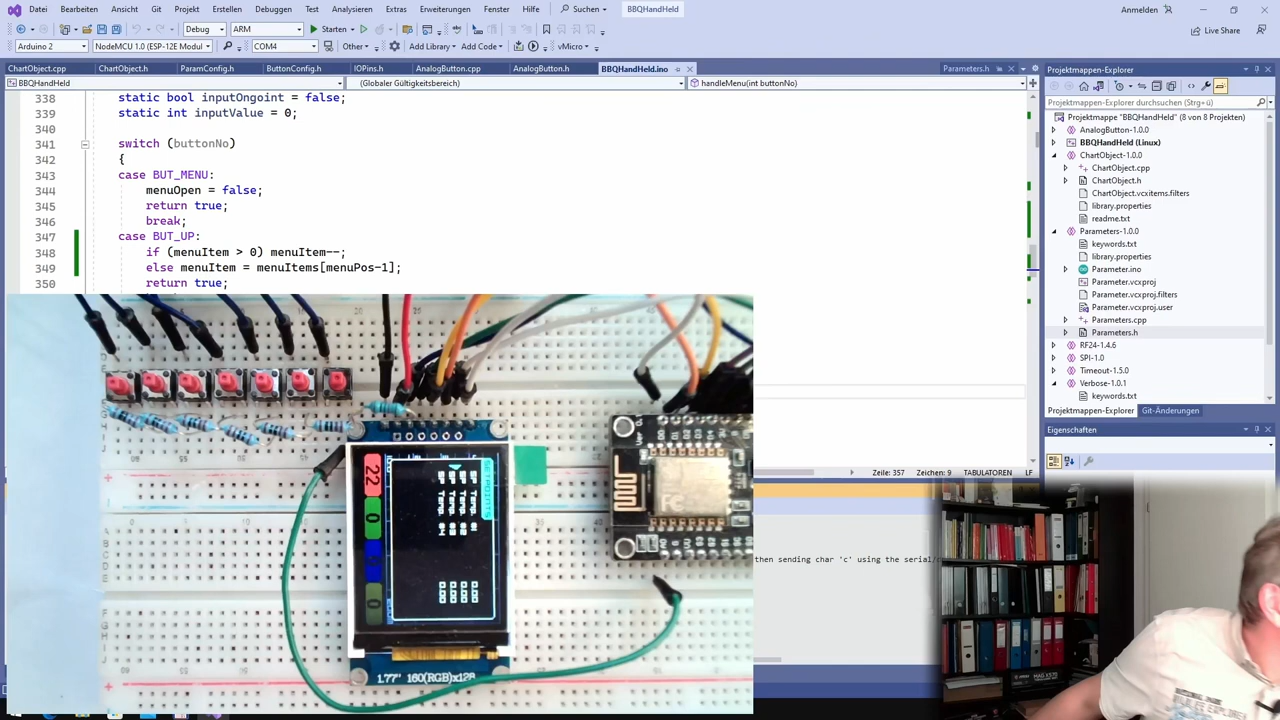 Datei Bearbeiten Ansicht Git Projekt Erstellen Debuggen Test Analysieren Extras Erweiterungen Fenster Hilfe Suchen BBQHandHeld Anmelden
Debug ARM Starten Live Share
Arduino 2 NodeMCU 1.0 (ESP-12E Modul COM4 Other Add Library Add Code vMicro
ChartObject.cpp ChartObject.h ParamConfig.h ButtonConfig.h IOPins.h AnalogButton.cpp AnalogButton.h BBQHandHeld.ino Parameters.h
BBQHandHeld (Globaler Gültigkeitsbereich) handleMenu(int buttonNo)
338 static bool inputOngoint = false;
339 static int inputValue = 0;
340
341 switch (buttonNo)
342 {
343 case BUT_MENU:
344 menuOpen = false;
345 return true;
346 break;
347 case BUT_UP:
348 if (menuItem > 0) menuItem--;
349 else menuItem = menuItems[menuPos-1];
350 return true;
Zeile: 357 Zeichen: 9 TABULATOREN LF
then sending char 'c' using the serial/
Projektmappen-Explorer
Projektmappen-Explorer durchsuchen (Strg+ü)
Projektmappe "BBQHandHeld" (8 von 8 Projekten)
AnalogButton-1.0.0
BBQHandHeld (Linux)
ChartObject-1.0.0
ChartObject.cpp
ChartObject.h
ChartObject.vcxitems.filters
library.properties
readme.txt
Parameters-1.0.0
keywords.txt
library.properties
Parameter.ino
Parameter.vcxproj
Parameter.vcxproj.filters
Parameter.vcxproj.user
Parameters.cpp
Parameters.h
RF24-1.4.6
SPI-1.0
Timeout-1.5.0
Verbose-1.0.1
keywords.txt
Projektmappen-Explorer Git-Änderungen
Eigenschaften
22
0
0
SETPOINTS
1.77" 160(RGB)x128
FC